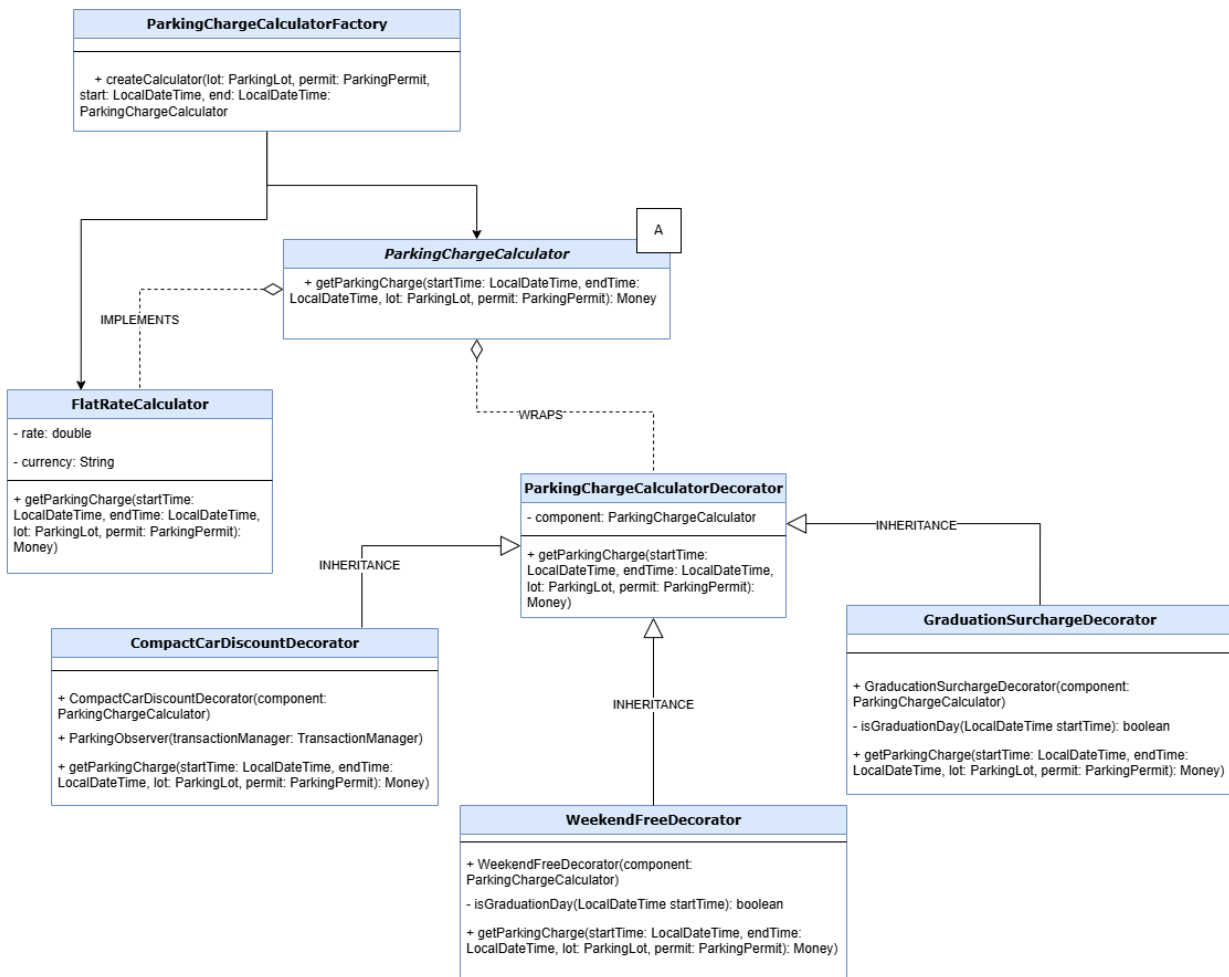 ParkingChargeCalculatorFactory
+ createCalculator(lot: ParkingLot, permit: ParkingPermit,
start: LocalDateTime, end: LocalDateTime:
ParkingChargeCalculator
A
ParkingChargeCalculator
+ getParkingCharge(startTime: LocalDateTime, endTime:
LocalDateTime, lot: ParkingLot, permit: ParkingPermit): Money
IMPLEMENTS
WRAPS
FlatRateCalculator
- rate: double
- currency: String
+ getParkingCharge(startTime:
LocalDateTime, endTime: LocalDateTime,
lot: ParkingLot, permit: ParkingPermit):
Money)
ParkingChargeCalculatorDecorator
- component: ParkingChargeCalculator
+ getParkingCharge(startTime:
LocalDateTime, endTime: LocalDateTime,
lot: ParkingLot, permit: ParkingPermit):
Money)
INHERITANCE
INHERITANCE
INHERITANCE
CompactCarDiscountDecorator
+ CompactCarDiscountDecorator(component:
ParkingChargeCalculator)
+ ParkingObserver(transactionManager: TransactionManager)
+ getParkingCharge(startTime: LocalDateTime, endTime:
LocalDateTime, lot: ParkingLot, permit: ParkingPermit): Money)
GraduationSurchargeDecorator
+ GraducationSurchargeDecorator(component:
ParkingChargeCalculator)
- isGraduationDay(LocalDateTime startTime): boolean
+ getParkingCharge(startTime: LocalDateTime, endTime:
LocalDateTime, lot: ParkingLot, permit: ParkingPermit): Money)
WeekendFreeDecorator
+ WeekendFreeDecorator(component:
ParkingChargeCalculator)
- isGraduationDay(LocalDateTime startTime): boolean
+ getParkingCharge(startTime: LocalDateTime, endTime:
LocalDateTime, lot: ParkingLot, permit: ParkingPermit): Money)